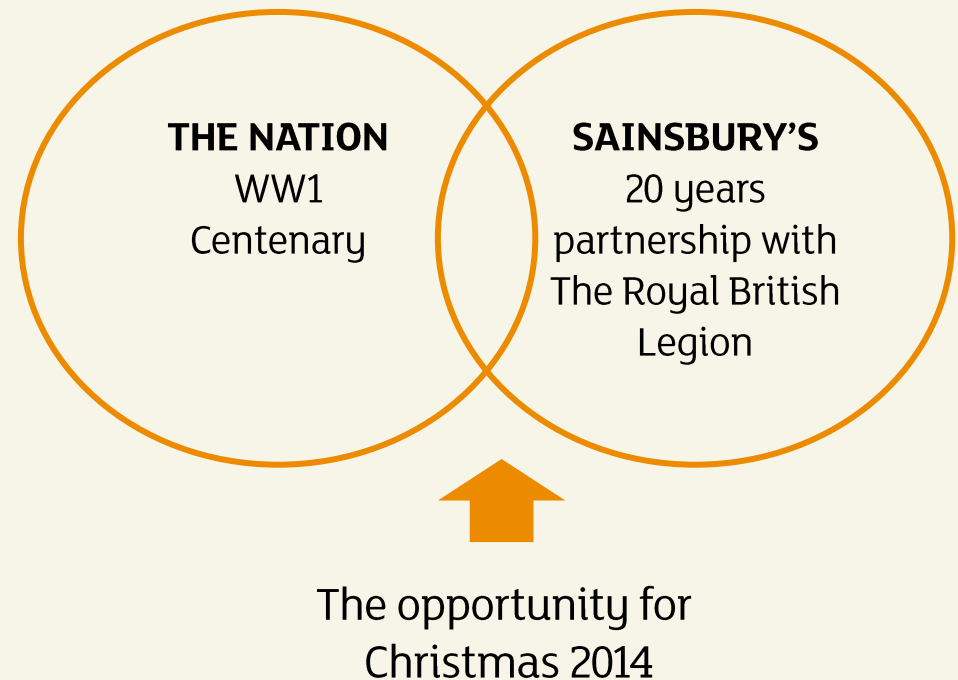 THE NATION
WW1
Centenary
SAINSBURY'S
20 years
partnership with
The Royal British
Legion
The opportunity for
Christmas 2014